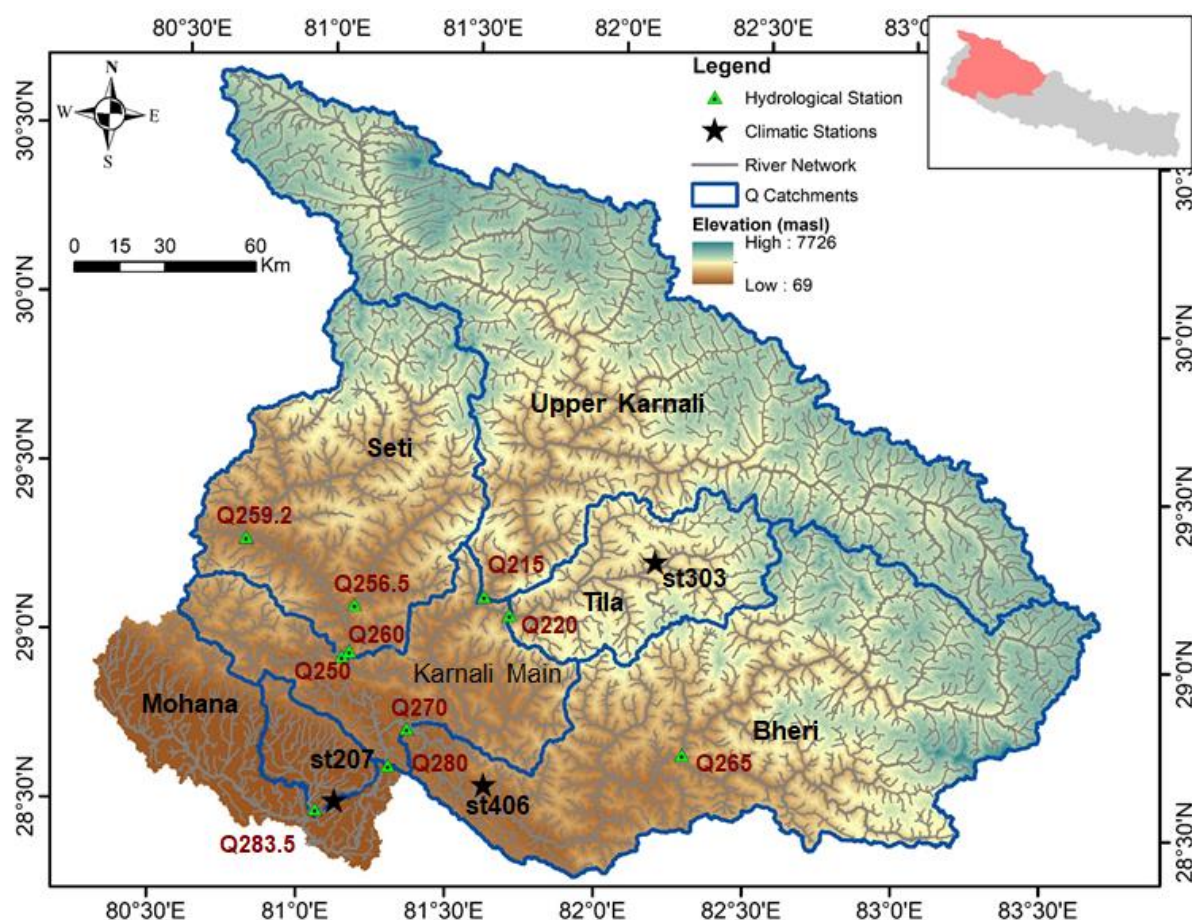 80°30'E 81°0'E 81°30'E 82°0'E 82°30'E 83°0
N
W E
S
0 15 30 60
Km
Legend
Hydrological Station
Climatic Stations
River Network
Q Catchments
Elevation (masl)
High : 7726
Low : 69
30°30'N
30°0'N
29°30'N
29°0'N
28°30'N
30°3
30°0'N
29°30'N
29°0'N
28°30'N
Upper Karnali
Seti
Q259.2
Q256.5
Q215
st303
Tila
Q260
Q220
Q250
Karnali Main
Mohana
Q270
Bheri
st207
Q280
Q265
st406
Q283.5
80°30'E 81°0'E 81°30'E 82°0'E 82°30'E 83°0'E 83°30'E